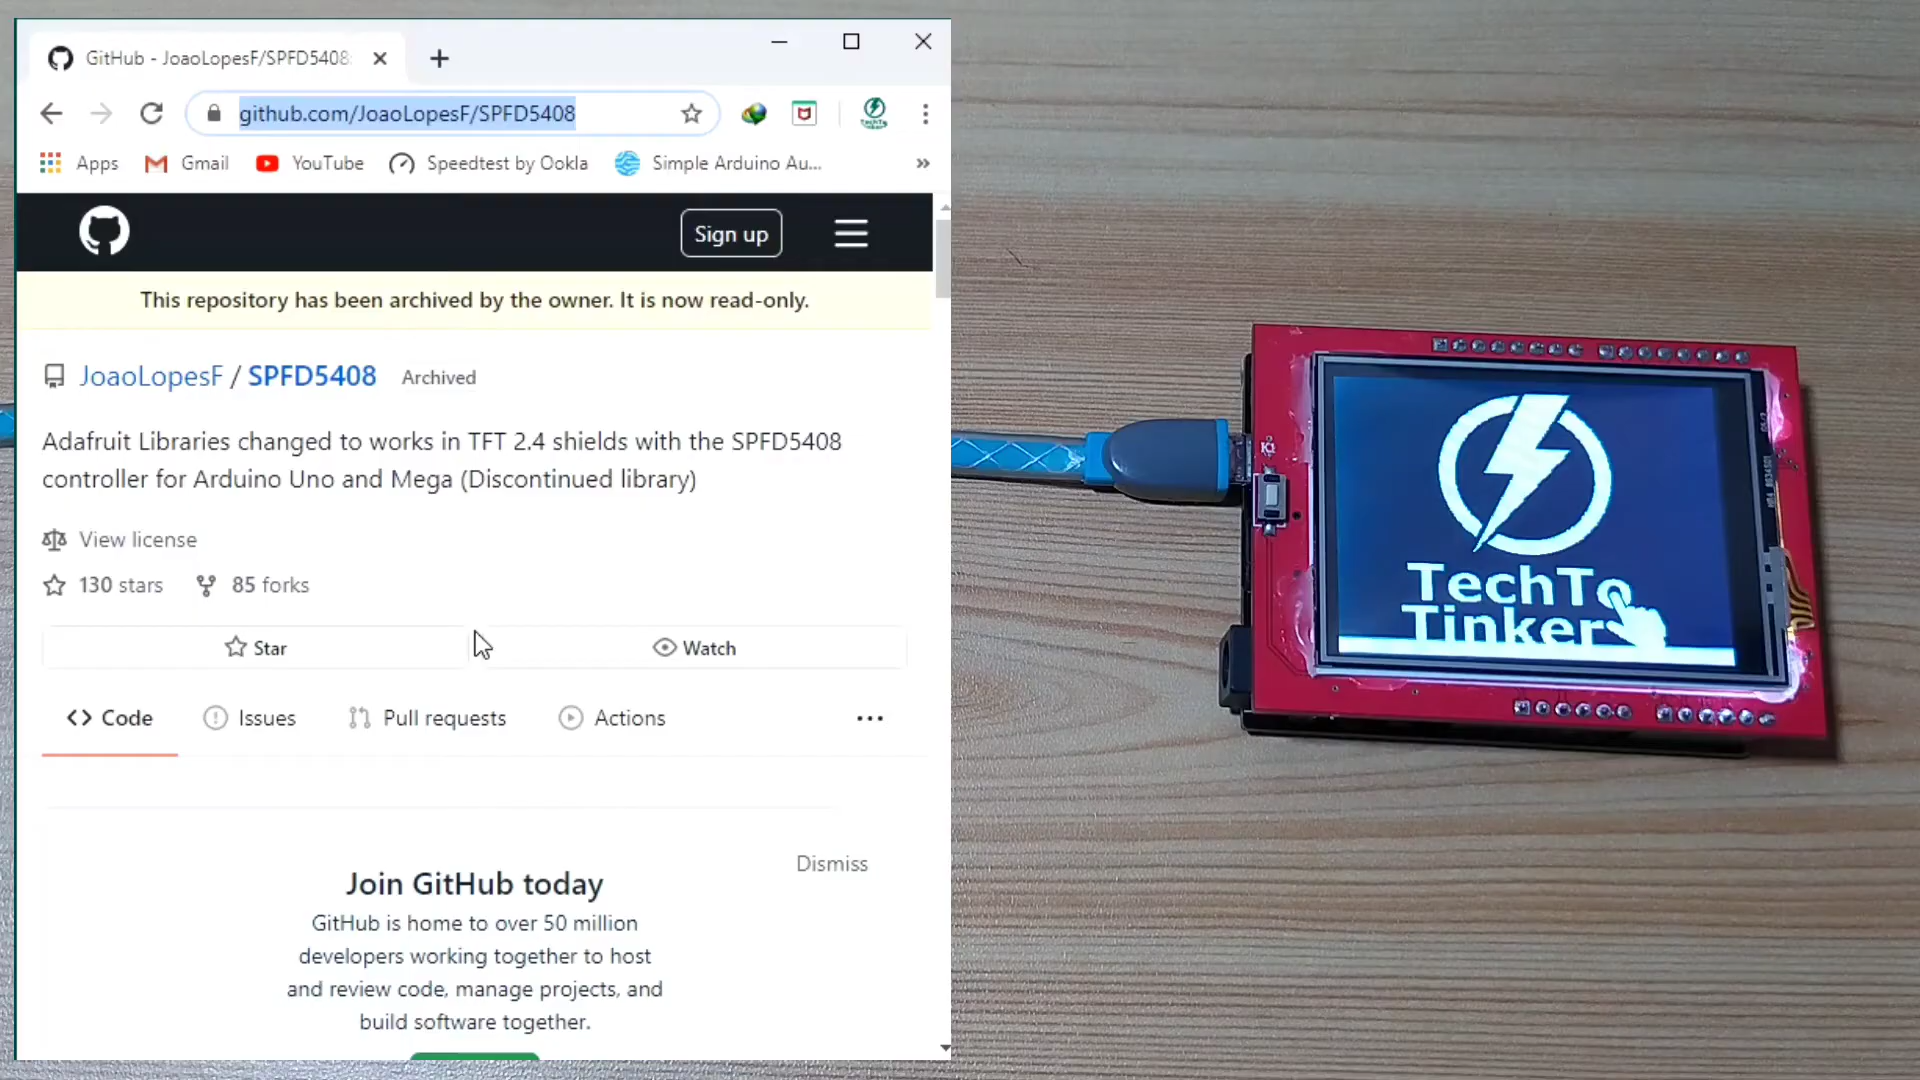 GitHub - JoaoLopesF/SPFD5408:
github.com/JoaoLopesF/SPFD5408
TechTo
Tinker
Apps
Gmail
YouTube
Speedtest by Ookla
Simple Arduino Au...
Sign up
This repository has been archived by the owner. It is now read-only.
JoaoLopesF / SPFD5408 Archived
Adafruit Libraries changed to works in TFT 2.4 shields with the SPFD5408
controller for Arduino Uno and Mega (Discontinued library)
View license
130 stars 85 forks
Star
Watch
Code
Issues
Pull requests
Actions
Join GitHub today
Dismiss
GitHub is home to over 50 million
developers working together to host
and review code, manage projects, and
build software together.
K1
TechTo
Tinker